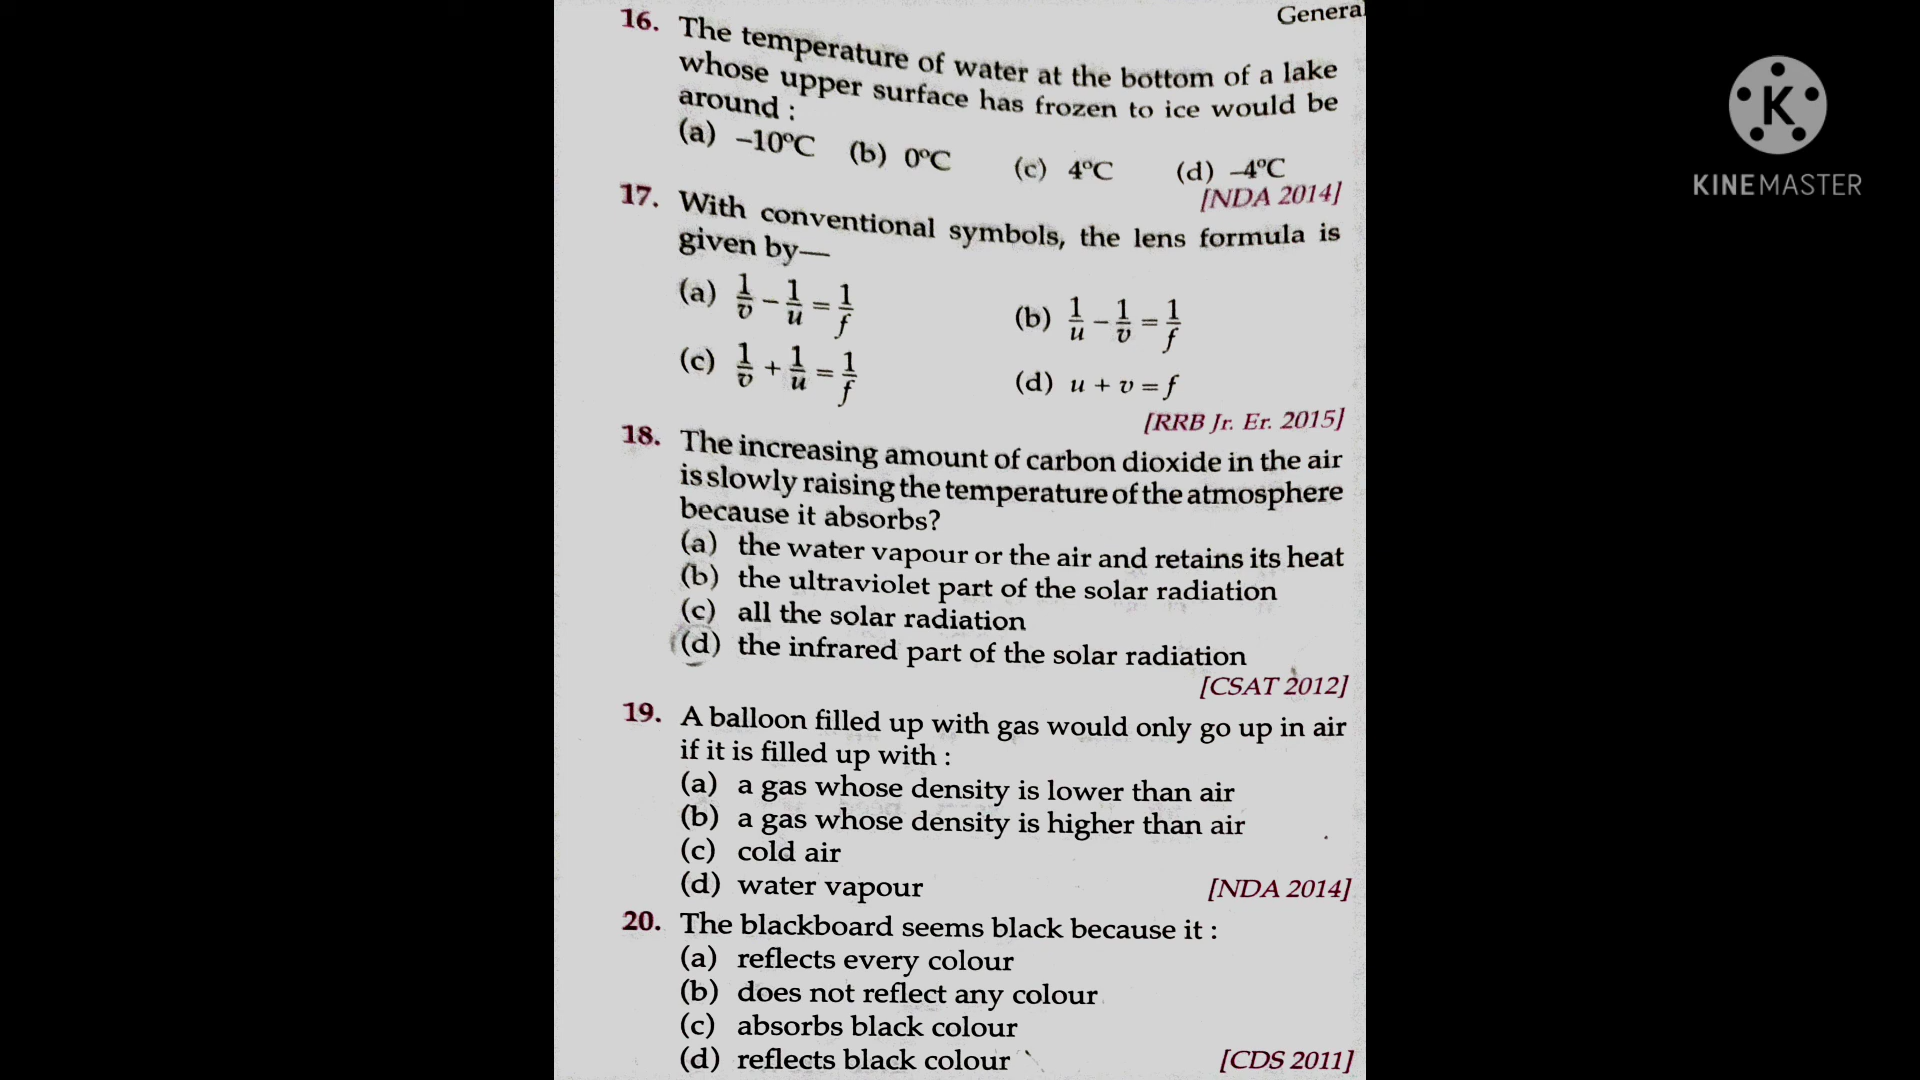 General
16. The temperature of water at the bottom of a lake
whose upper surface has frozen to ice would be
around :
(a) –10°C (b) 0°C (c) 4°C (d) –4°C
[NDA 2014]
17. With conventional symbols, the lens formula is
given by—
(a) 1/v – 1/u = 1/f (b) 1/u – 1/v = 1/f
(c) 1/v + 1/u = 1/f (d) u + v = f
[RRB Jr. Er. 2015]
18. The increasing amount of carbon dioxide in the air
is slowly raising the temperature of the atmosphere
because it absorbs?
(a) the water vapour or the air and retains its heat
(b) the ultraviolet part of the solar radiation
(c) all the solar radiation
(d) the infrared part of the solar radiation
[CSAT 2012]
19. A balloon filled up with gas would only go up in air
if it is filled up with :
(a) a gas whose density is lower than air
(b) a gas whose density is higher than air
(c) cold air
(d) water vapour [NDA 2014]
20. The blackboard seems black because it :
(a) reflects every colour
(b) does not reflect any colour
(c) absorbs black colour
(d) reflects black colour [CDS 2011]
K
KINEMASTER